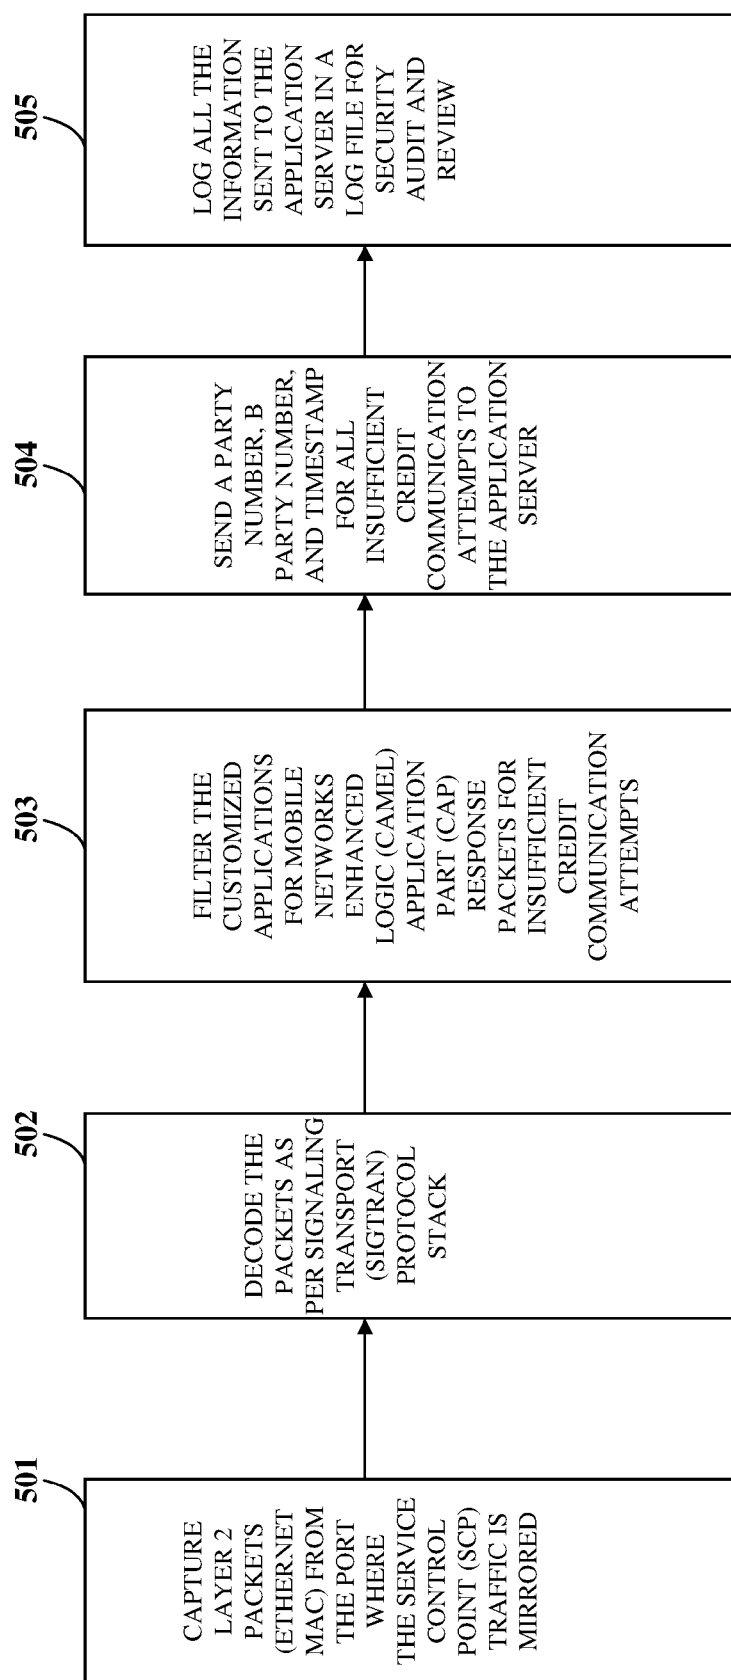 501
CAPTURE
LAYER 2
PACKETS
(ETHERNET
MAC) FROM
THE PORT
WHERE
THE SERVICE
CONTROL
POINT (SCP)
TRAFFIC IS
MIRRORED
502
DECODE THE
PACKETS AS
PER SIGNALING
TRANSPORT
(SIGTRAN)
PROTOCOL
STACK
503
FILTER THE
CUSTOMIZED
APPLICATIONS
FOR MOBILE
NETWORKS
ENHANCED
LOGIC (CAMEL)
APPLICATION
PART (CAP)
RESPONSE
PACKETS FOR
INSUFFICIENT
CREDIT
COMMUNICATION
ATTEMPTS
504
SEND A PARTY
NUMBER, B
PARTY NUMBER,
AND TIMESTAMP
FOR ALL
INSUFFICIENT
CREDIT
COMMUNICATION
ATTEMPTS TO
THE APPLICATION
SERVER
505
LOG ALL THE
INFORMATION
SENT TO THE
APPLICATION
SERVER IN A
LOG FILE FOR
SECURITY
AUDIT AND
REVIEW